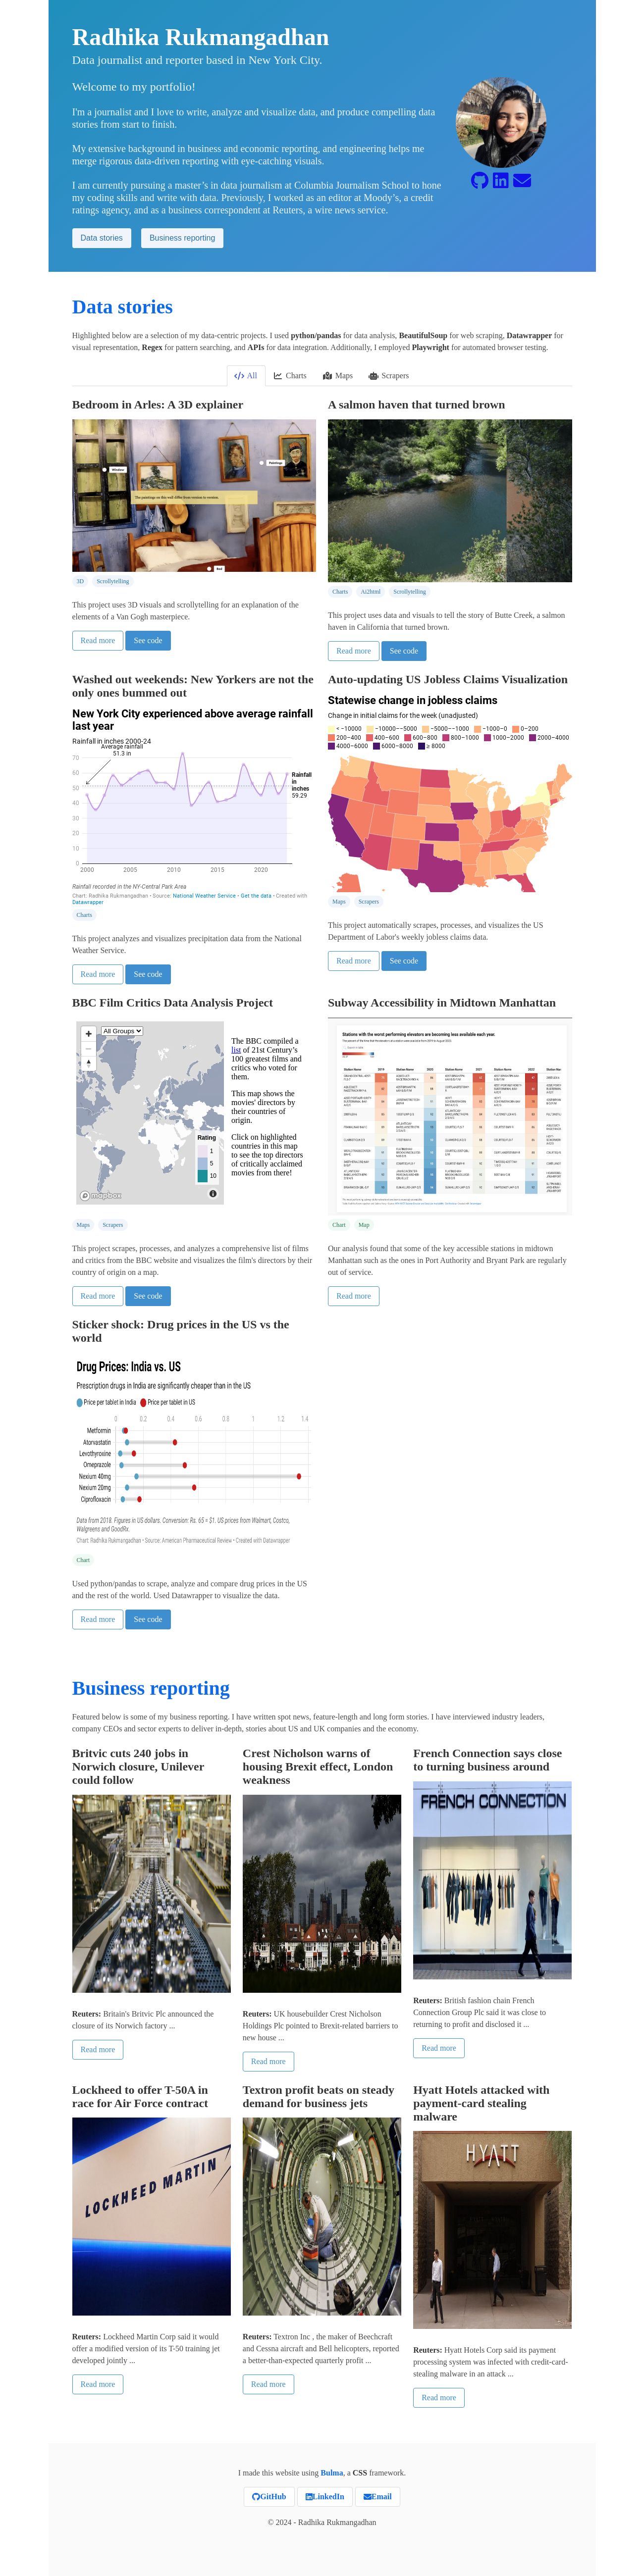 Radhika Rukmangadhan
Data journalist and reporter based in New York City.
Welcome to my portfolio!
I'm a journalist and I love to write, analyze and visualize data, and produce compelling data
stories from start to finish.
My extensive background in business and economic reporting, and engineering helps me
merge rigorous data-driven reporting with eye-catching visuals.
I am currently pursuing a master's in data journalism at Columbia Journalism School to hone
my coding skills and write with data. Previously, I worked as an editor at Moody's, a credit
ratings agency, and as a business correspondent at Reuters, a wire news service.
Data stories
Business reporting
Data stories
Highlighted below are a selection of my data-centric projects. I used python/pandas for data analysis, BeautifulSoup for web scraping, Datawrapper for
visual representation, Regex for pattern searching, and APIs for data integration. Additionally, I employed Playwright for automated browser testing.
All
Charts
Maps
Scrapers
Bedroom in Arles: A 3D explainer
Windows
Paintings
The paintings on this wall differ from version to version.
Bed
3D
Scrollytelling
This project uses 3D visuals and scrollytelling for an explanation of the
elements of a Van Gogh masterpiece.
Read more
See code
A salmon haven that turned brown
Charts
Ai2html
Scrollytelling
This project uses data and visuals to tell the story of Butte Creek, a salmon
haven in California that turned brown.
Read more
See code
Washed out weekends: New Yorkers are not the
only ones bummed out
New York City experienced above average rainfall
last year
Rainfall in inches 2000-24
Average rainfall
51.3 in
70
60
50
40
30
20
10
0
2000
2005
2010
2015
2020
Rainfall
in
inches
59.29
Rainfall recorded in the NY-Central Park Area
Chart: Radhika Rukmangadhan • Source: National Weather Service • Get the data • Created with
Datawrapper
Charts
This project analyzes and visualizes precipitation data from the National
Weather Service.
Read more
See code
Auto-updating US Jobless Claims Visualization
Statewise change in jobless claims
Change in initial claims for the week (unadjusted)
< −10000
−10000–−5000
−5000–−1000
−1000–0
0–200
200–400
400–600
600–800
800–1000
1000–2000
2000–4000
4000–6000
6000–8000
≥ 8000
Maps
Scrapers
This project automatically scrapes, processes, and visualizes the US
Department of Labor's weekly jobless claims data.
Read more
See code
BBC Film Critics Data Analysis Project
All Groups
Rating
1
5
10
mapbox
The BBC compiled a
list of 21st Century's
100 greatest films and
critics who voted for
them.
This map shows the
movies' directors by
their countries of
origin.
Click on highlighted
countries in this map
to see the top directors
of critically acclaimed
movies from there!
Maps
Scrapers
This project scrapes, processes, and analyzes a comprehensive list of films
and critics from the BBC website and visualizes the film's directors by their
country of origin on a map.
Read more
See code
Subway Accessibility in Midtown Manhattan
Stations with the worst performing elevators are becoming less available each year.
Chart
Map
Our analysis found that some of the key accessible stations in midtown
Manhattan such as the ones in Port Authority and Bryant Park are regularly
out of service.
Read more
Sticker shock: Drug prices in the US vs the
world
Drug Prices: India vs. US
Prescription drugs in India are significantly cheaper than in the US
Price per tablet in India
Price per tablet in US
0
0.2
0.4
0.6
0.8
1
1.2
1.4
Metformin
Atorvastatin
Levothyroxine
Omeprazole
Nexium 40mg
Nexium 20mg
Ciprofloxacin
Data from 2018. Figures in US dollars. Conversion: Rs. 65 = $1. US prices from Walmart, Costco,
Walgreens and GoodRx.
Chart: Radhika Rukmangadhan • Source: American Pharmaceutical Review • Created with Datawrapper
Chart
Used python/pandas to scrape, analyze and compare drug prices in the US
and the rest of the world. Used Datawrapper to visualize the data.
Read more
See code
Business reporting
Featured below is some of my business reporting. I have written spot news, feature-length and long form stories. I have interviewed industry leaders,
company CEOs and sector experts to deliver in-depth, stories about US and UK companies and the economy.
Britvic cuts 240 jobs in
Norwich closure, Unilever
could follow
Reuters: Britain's Britvic Plc announced the
closure of its Norwich factory ...
Read more
Crest Nicholson warns of
housing Brexit effect, London
weakness
Reuters: UK housebuilder Crest Nicholson
Holdings Plc pointed to Brexit-related barriers to
new house ...
Read more
French Connection says close
to turning business around
FRENCH CONNECTION
Reuters: British fashion chain French
Connection Group Plc said it was close to
returning to profit and disclosed it ...
Read more
Lockheed to offer T-50A in
race for Air Force contract
LOCKHEED MARTIN
Reuters: Lockheed Martin Corp said it would
offer a modified version of its T-50 training jet
developed jointly ...
Read more
Textron profit beats on steady
demand for business jets
Reuters: Textron Inc , the maker of Beechcraft
and Cessna aircraft and Bell helicopters, reported
a better-than-expected quarterly profit ...
Read more
Hyatt Hotels attacked with
payment-card stealing
malware
HYATT
Reuters: Hyatt Hotels Corp said its payment
processing system was infected with credit-card-
stealing malware in an attack ...
Read more
I made this website using Bulma, a CSS framework.
GitHub
LinkedIn
Email
© 2024 - Radhika Rukmangadhan